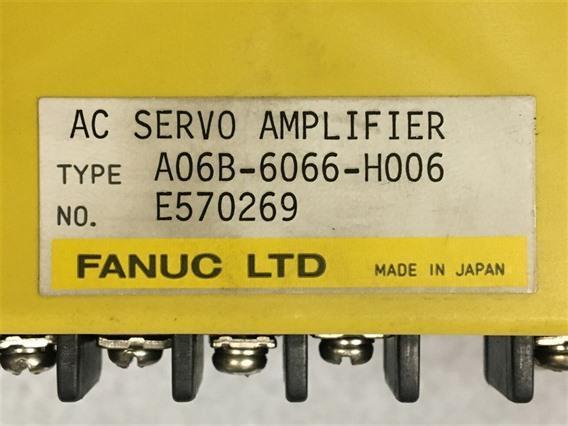 AC SERVO AMPLIFIER
TYPE A06B-6066-H006
NO. E570269
FANUC LTD MADE IN JAPAN